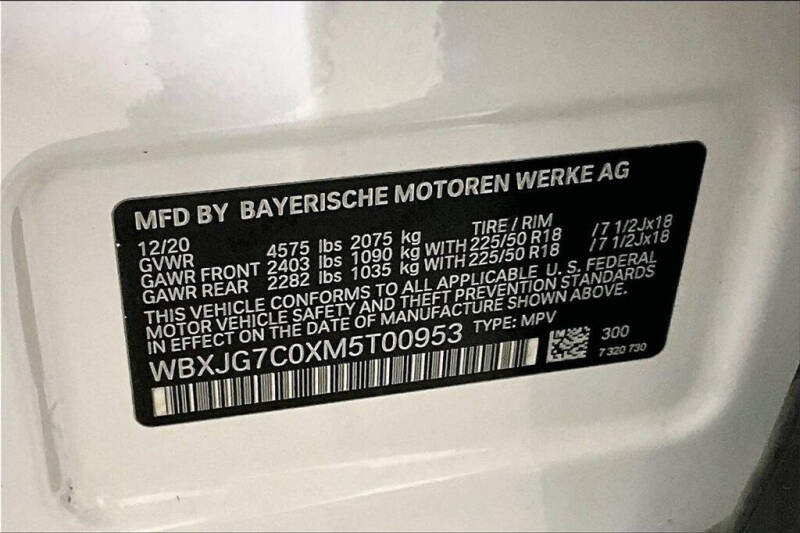 MFD BY BAYERISCHE MOTOREN WERKE AG
12/20 TIRE / RIM
GVWR 4575 lbs 2075 kg
GAWR FRONT 2403 lbs 1090 kg WITH 225/50 R18 /7 1/2Jx18
GAWR REAR 2282 lbs 1035 kg WITH 225/50 R18 /7 1/2Jx18
THIS VEHICLE CONFORMS TO ALL APPLICABLE U. S. FEDERAL
MOTOR VEHICLE SAFETY AND THEFT PREVENTION STANDARDS
IN EFFECT ON THE DATE OF MANUFACTURE SHOWN ABOVE.
WBXJG7C0XM5T00953 TYPE: MPV
300
7 320 730